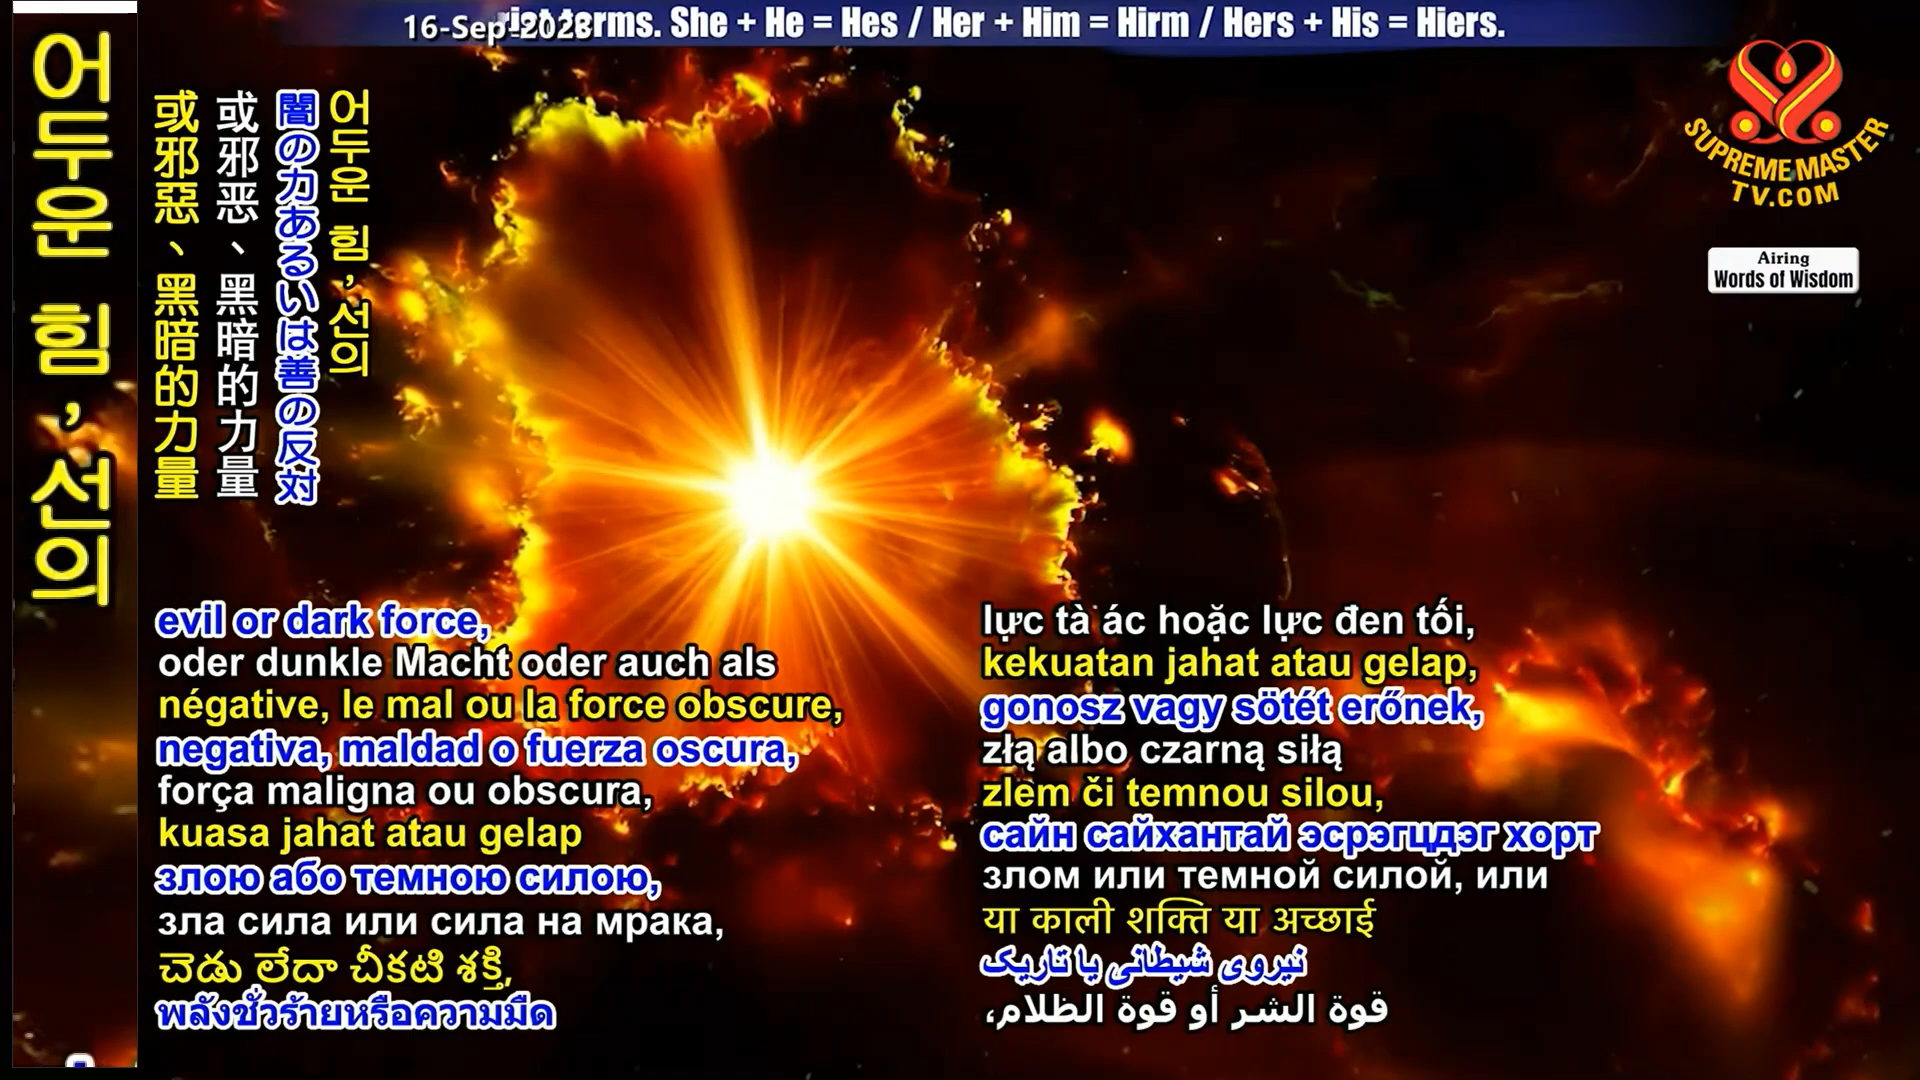 rist terms. She + He = Hes / Her + Him = Hirm / Hers + His = Hiers.
16-Sep-2023
SUPREME MASTER
TV.COM
Airing
Words of Wisdom
어두운 힘, 선의
어두운 힘, 선의
闇の力あるいは善の反対
或邪恶、黑暗的力量
或邪惡、黑暗的力量
evil or dark force,
oder dunkle Macht oder auch als
négative, le mal ou la force obscure,
negativa, maldad o fuerza oscura,
força maligna ou obscura,
kuasa jahat atau gelap
злою або темною силою,
зла сила или сила на мрака,
చెడు లేదా చీకటి శక్తి,
พลังชั่วร้ายหรือความมืด
lực tà ác hoặc lực đen tối,
kekuatan jahat atau gelap,
gonosz vagy sötét erőnek,
złą albo czarną siłą
zlem či temnou silou,
сайн сайхантай эсрэгцдэг хорт
злом или темной силой, или
या काली शक्ति या अच्छाई
نیروی شیطانی یا تاریک
قوة الشر أو قوة الظلام،